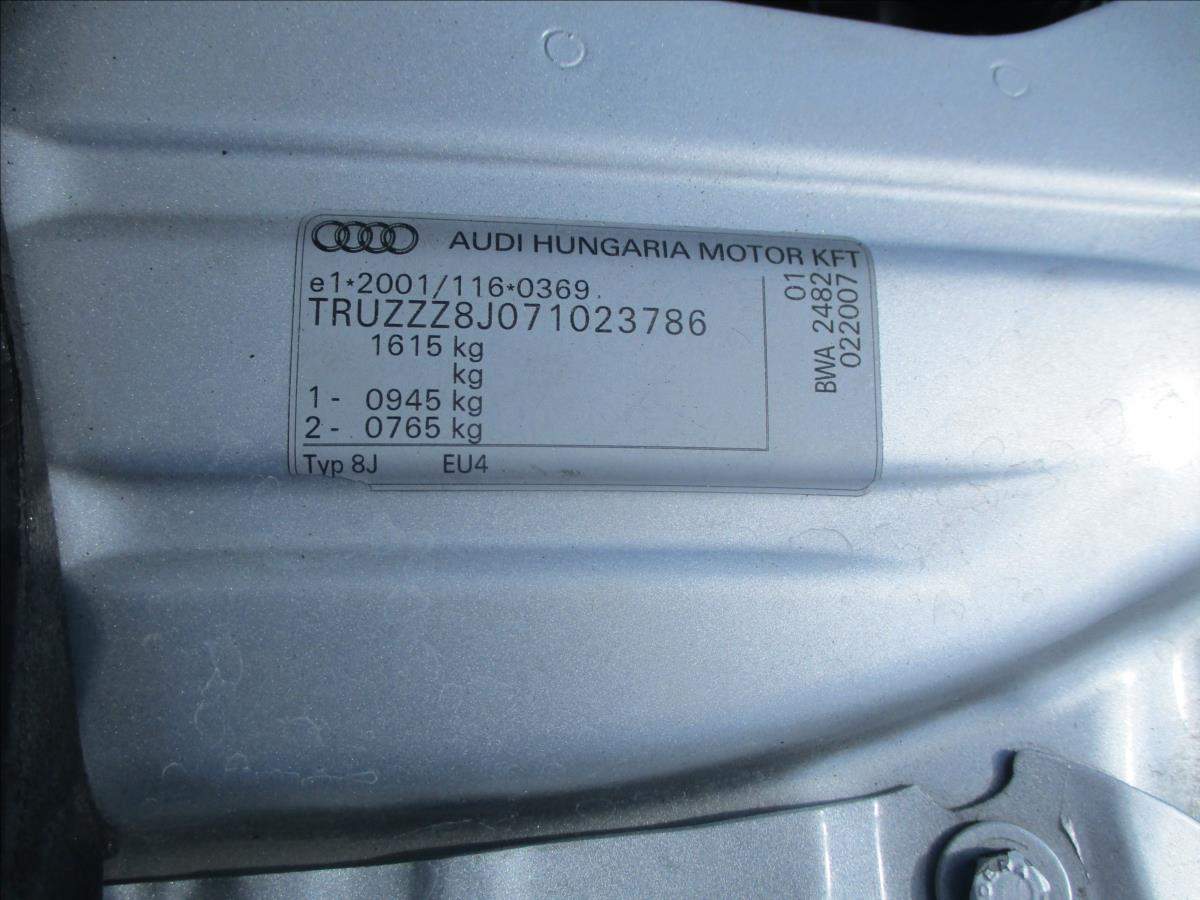 AUDI HUNGARIA MOTOR KFT
e1*2001/116*0369
TRUZZZ8J071023786
1615 kg
kg
1- 0945 kg
2- 0765 kg
Typ 8J EU4
01
BWA 2482
022007